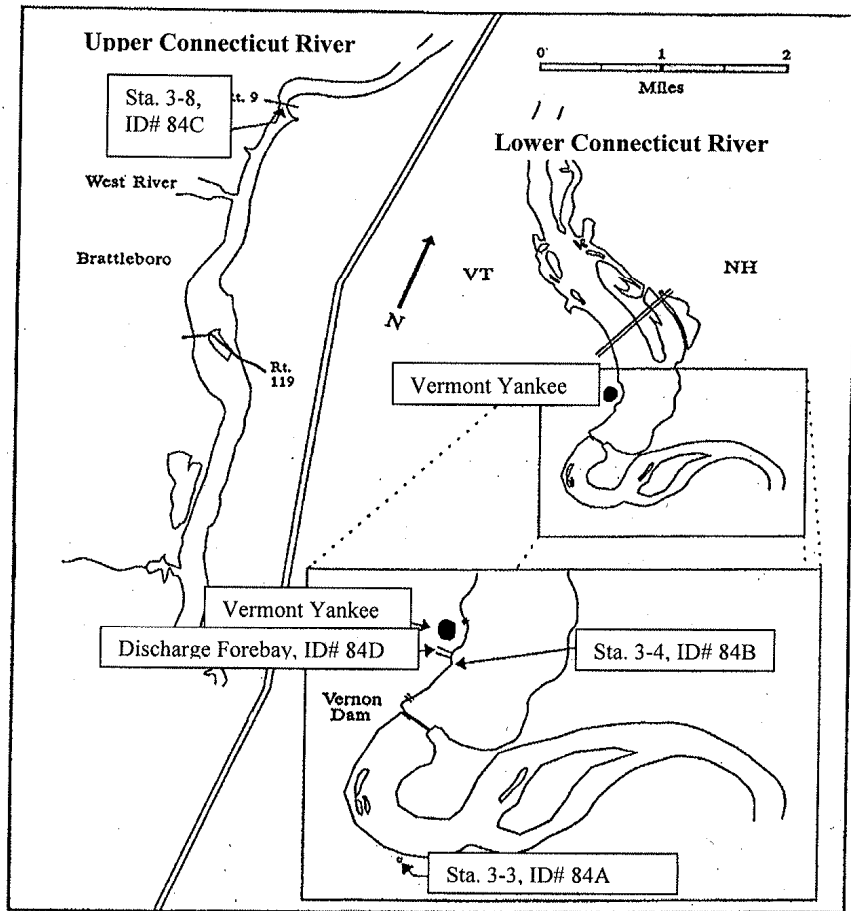 Upper Connecticut River
Sta. 3-8,
ID# 84C
Rt. 9
West River
Brattleboro
Rt.
119
0 1 2
Miles
Lower Connecticut River
VT
NH
N
Vermont Yankee
Vermont Yankee
Discharge Forebay, ID# 84D
Sta. 3-4, ID# 84B
Vernon
Dam
Sta. 3-3, ID# 84A